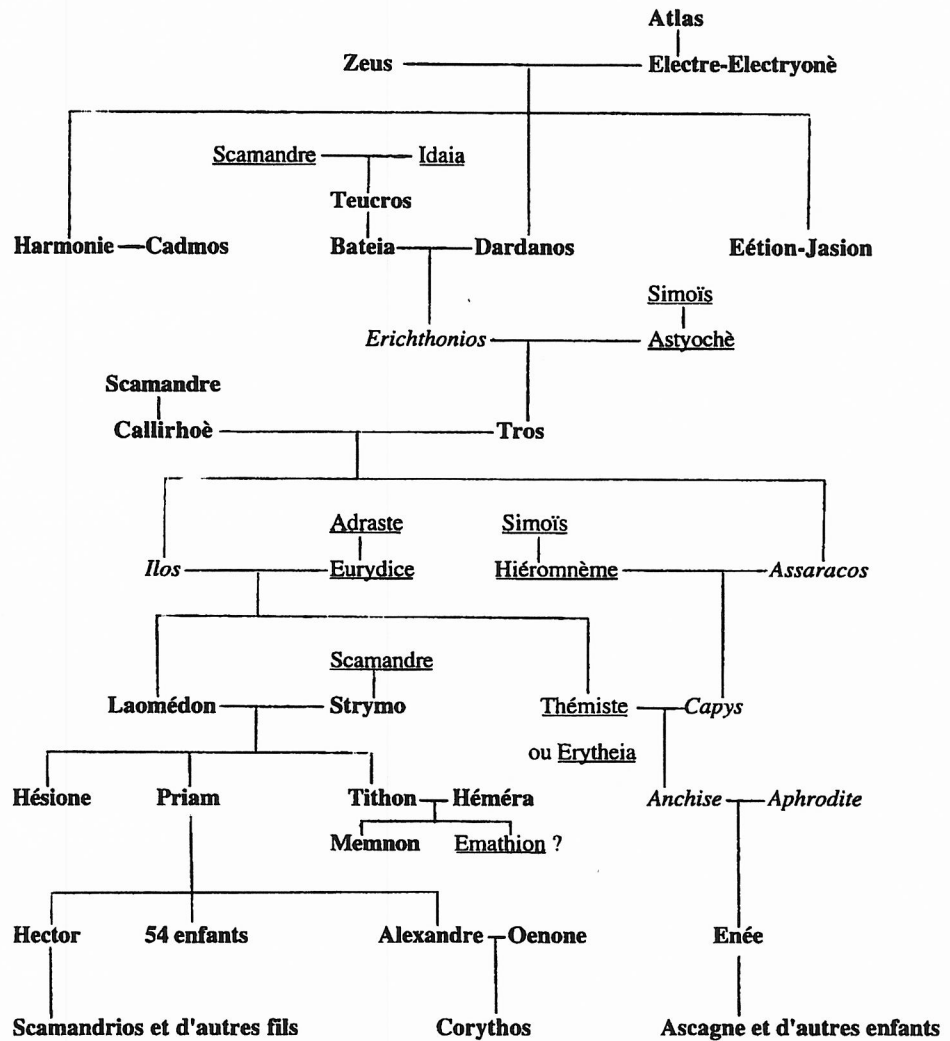 Atlas
Zeus Electre-Electryonè
Scamandre Idaia
Teucros
Harmonie Cadmos Bateia Dardanos Eétion-Jasion
Simoïs
Erichthonios Astyochè
Scamandre
Callirhoè Tros
Adraste Simoïs
Ilos Eurydice Hiéromnème Assaracos
Scamandre
Laomédon Strymo Thémiste Capys
ou Erytheia
Hésione Priam Tithon Héméra Anchise Aphrodite
Memnon Emathion ?
Hector 54 enfants Alexandre Oenone Enée
Scamandrios et d'autres fils Corythos Ascagne et d'autres enfants